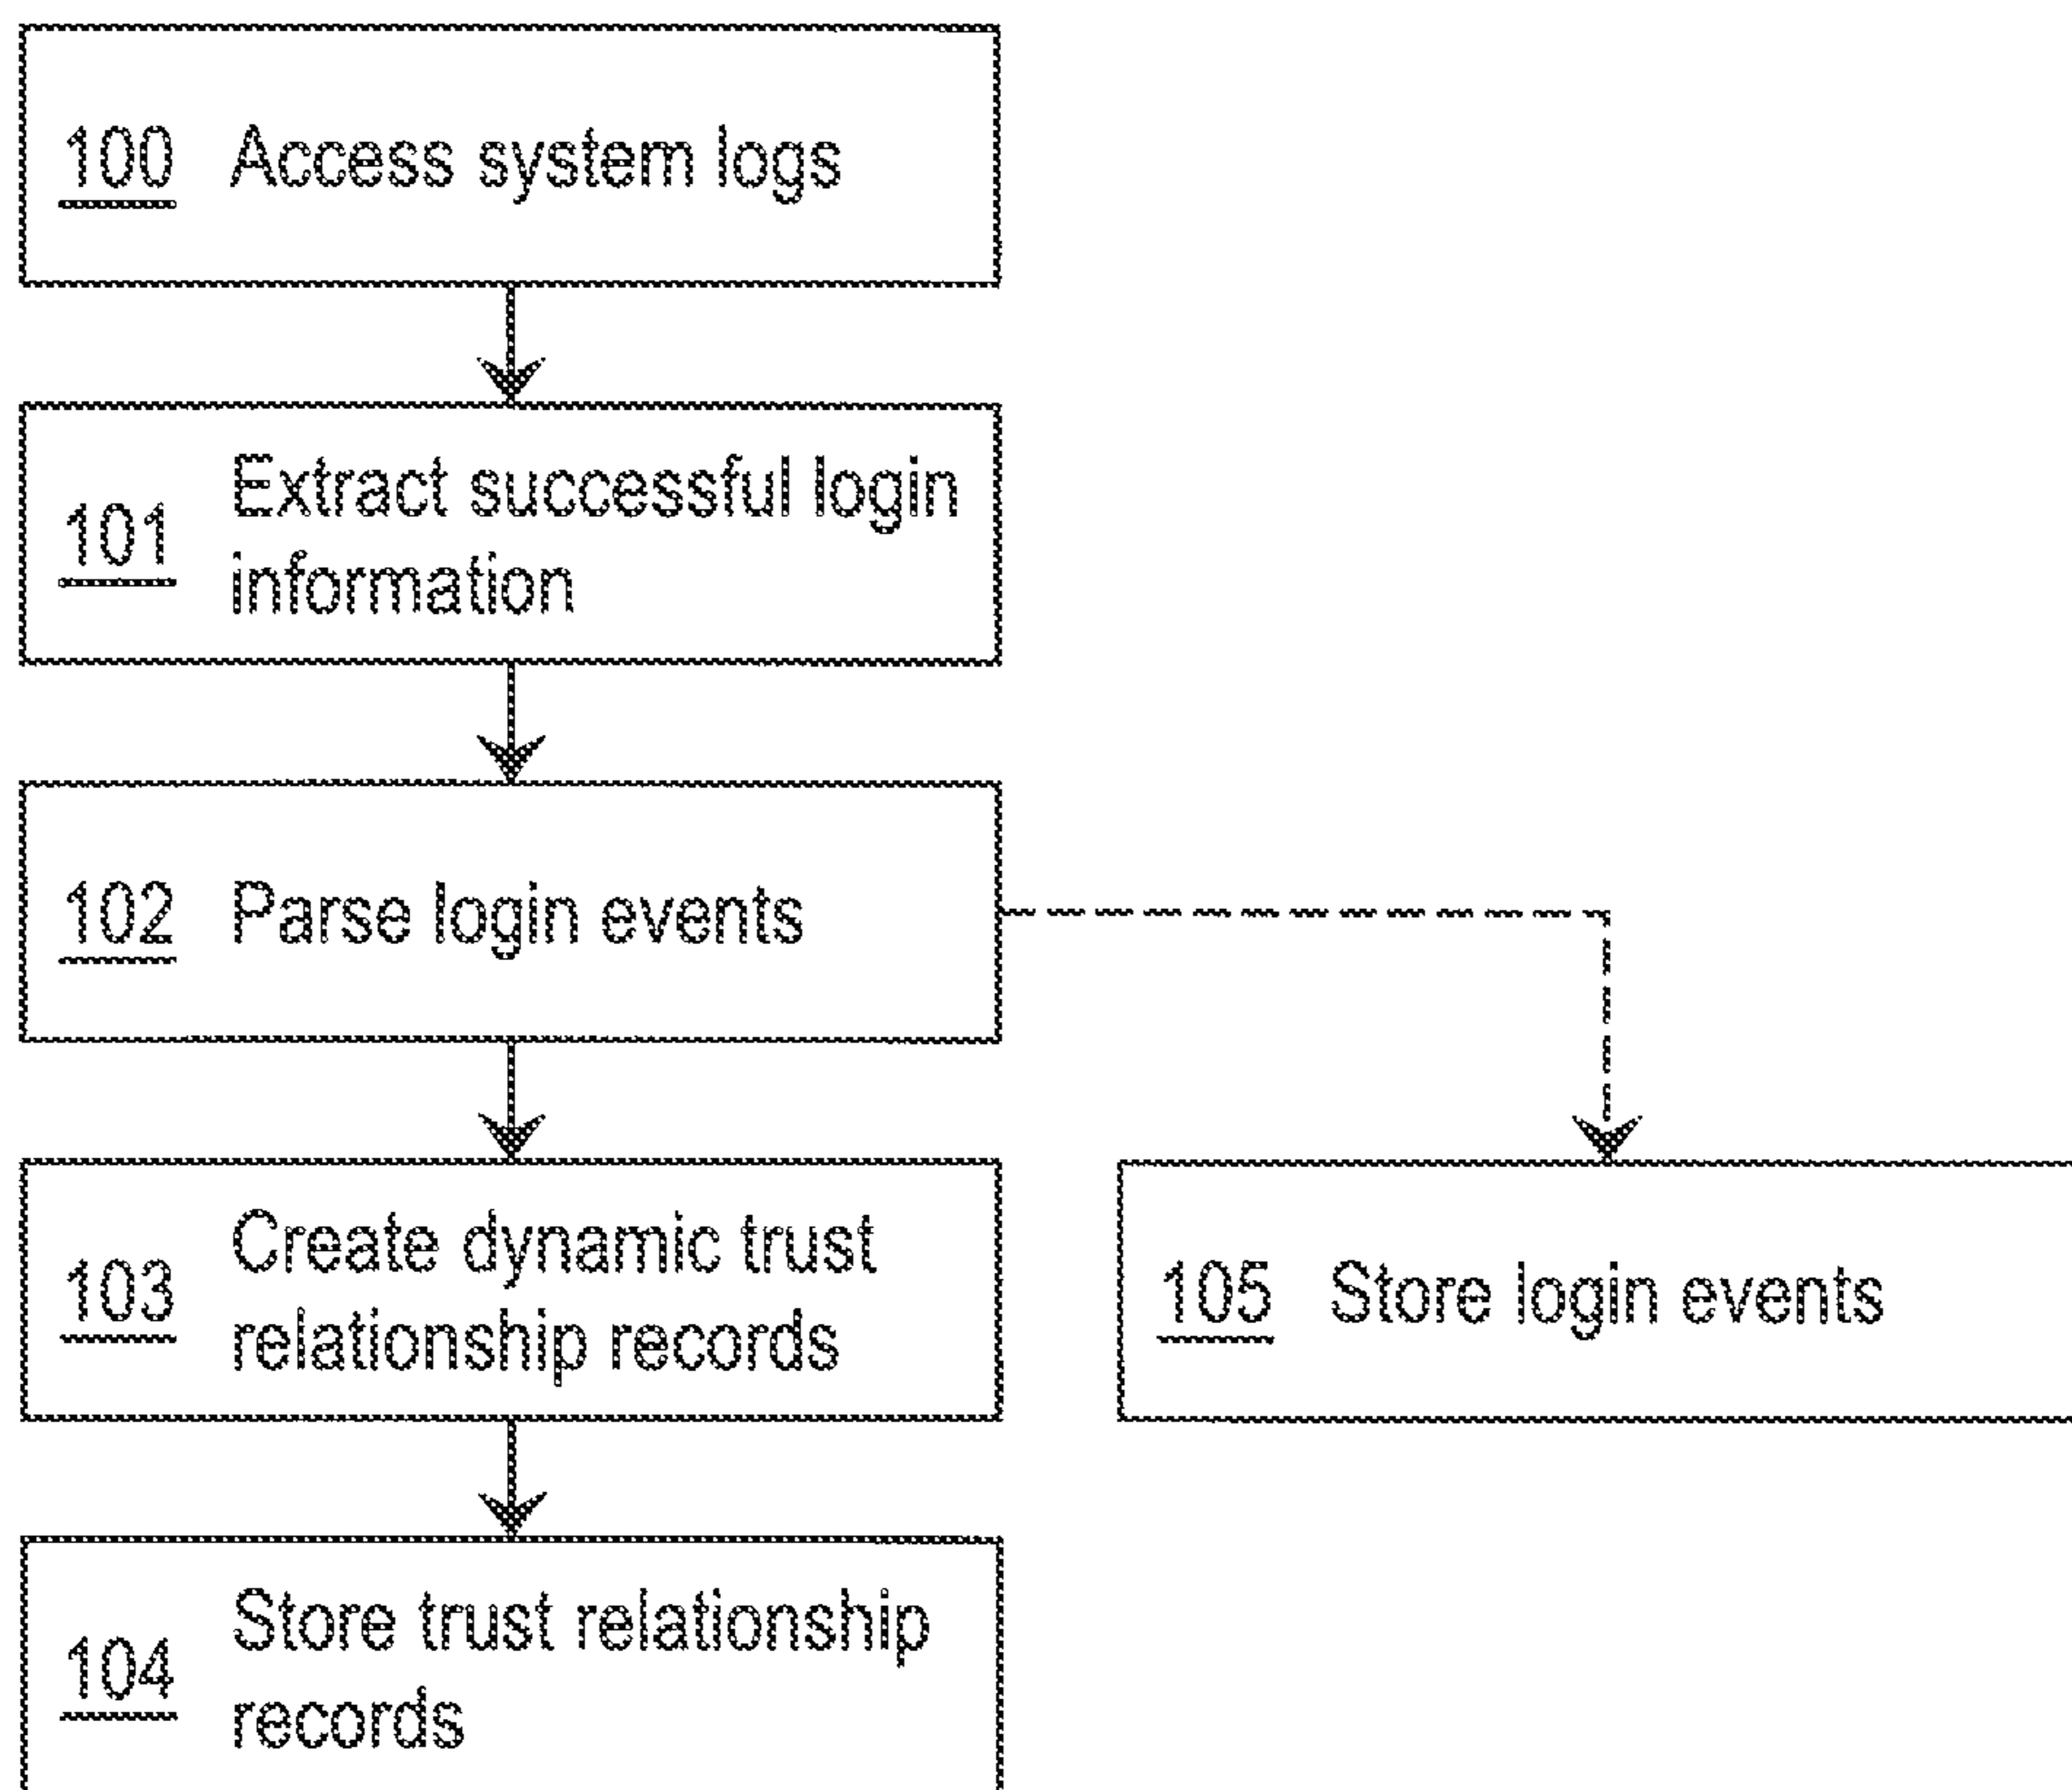 100 Access system logs
101 Extract successful login
information
102 Parse login events
103 Create dynamic trust
relationship records
105 Store login events
104 Store trust relationship
records